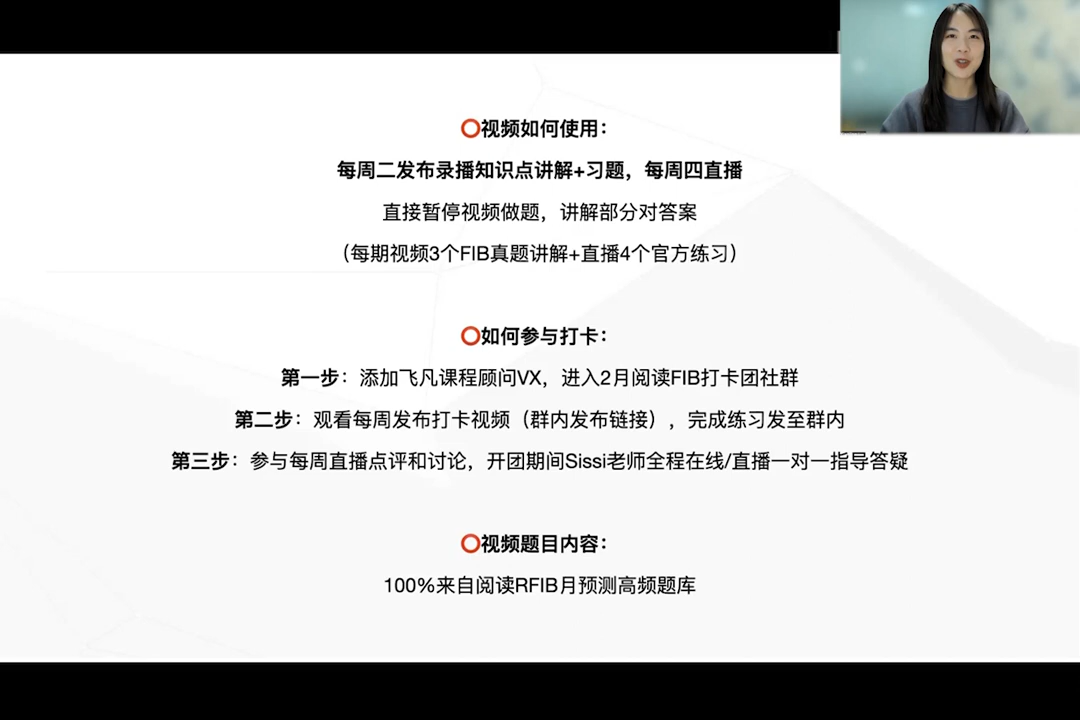 ⭕视频如何使用：
每周二发布录播知识点讲解+习题，每周四直播
直接暂停视频做题，讲解部分对答案
（每期视频3个FIB真题讲解+直播4个官方练习）
⭕如何参与打卡：
第一步：添加飞凡课程顾问VX，进入2月阅读FIB打卡团社群
第二步：观看每周发布打卡视频（群内发布链接），完成练习发至群内
第三步：参与每周直播点评和讨论，开团期间Sissi老师全程在线/直播一对一指导答疑
⭕视频题目内容：
100%来自阅读RFIB月预测高频题库